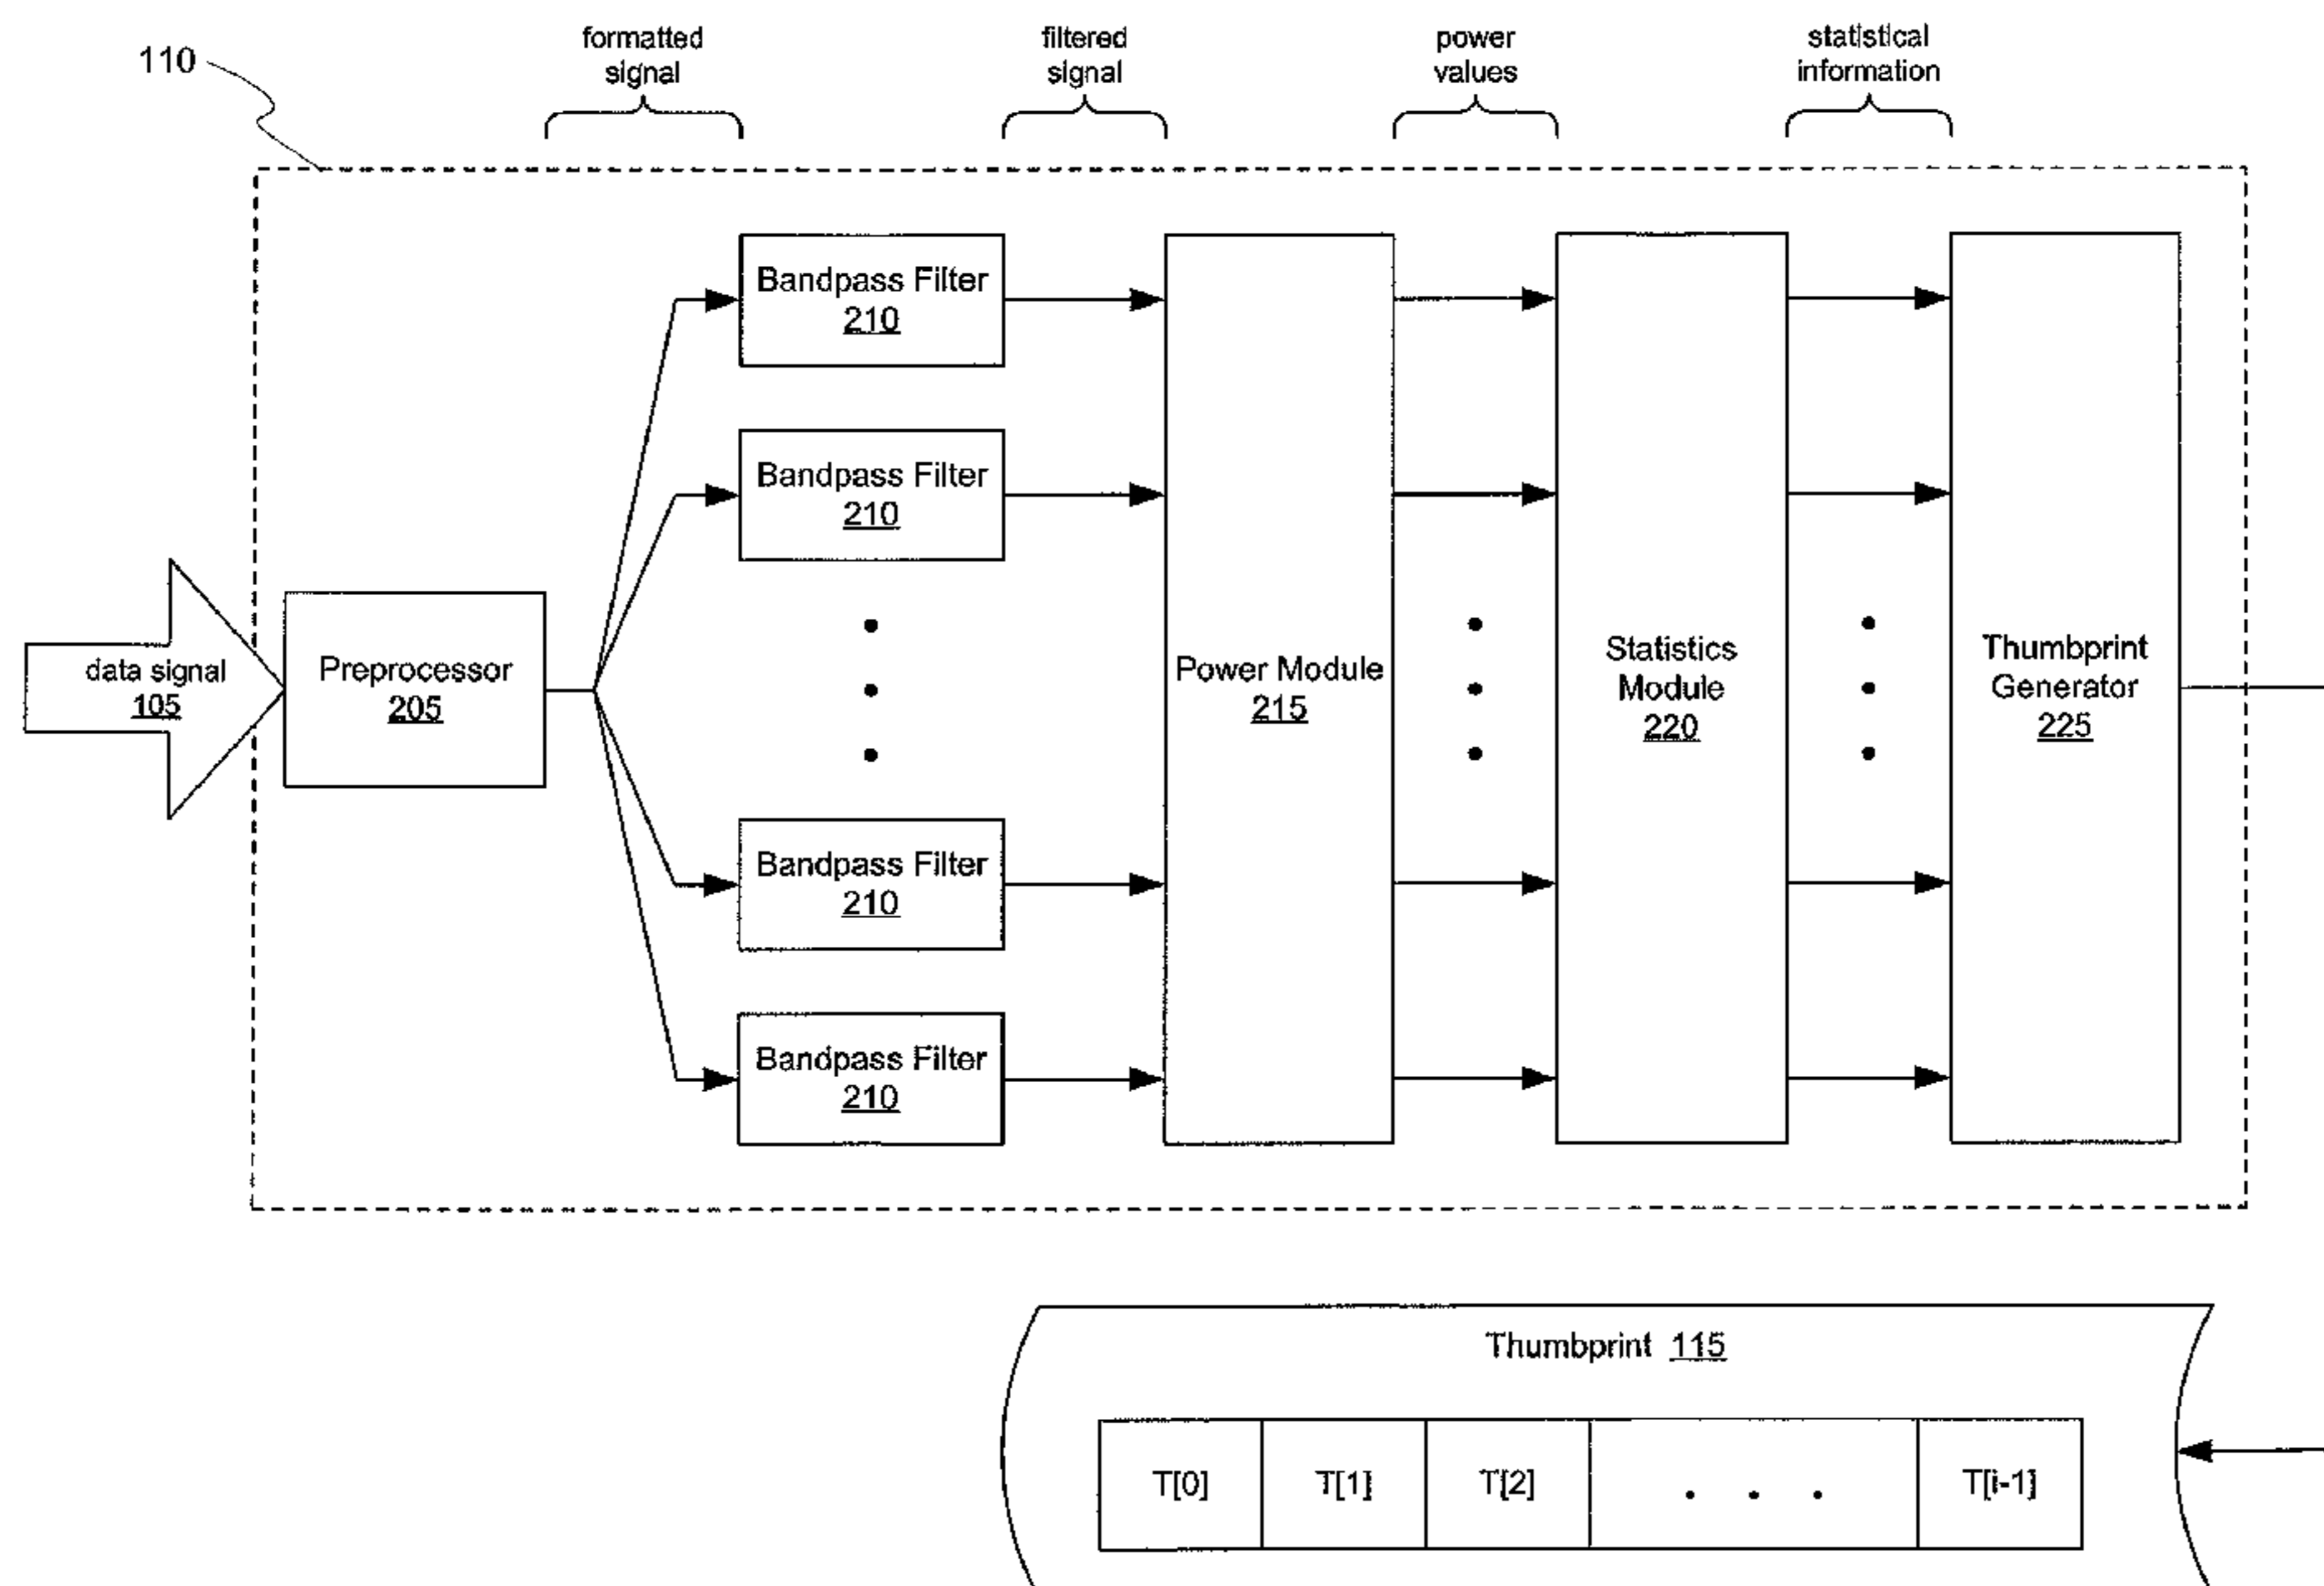 110
formatted
signal
filtered
signal
power
values
statistical
information
data signal
105
Preprocessor
205
Bandpass Filter
210
Bandpass Filter
210
Bandpass Filter
210
Bandpass Filter
210
Power Module
215
Statistics
Module
220
Thumbprint
Generator
225
Thumbprint 115
T[0]
T[1]
T[2]
. . .
T[i-1]